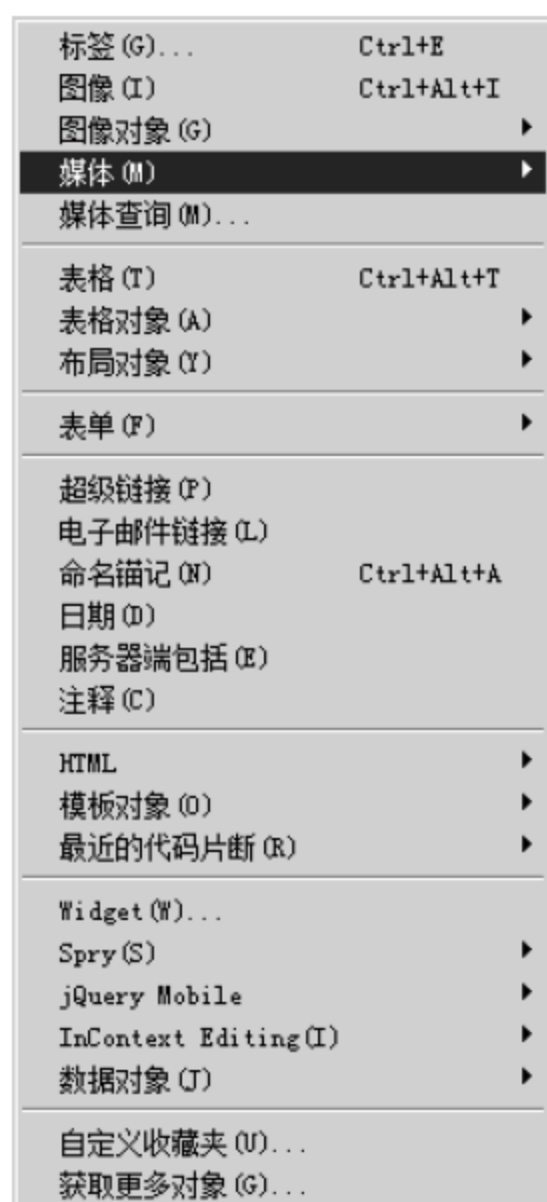 标签(G)... Ctrl+E
图像(I) Ctrl+Alt+I
图像对象(G)
媒体(M)
媒体查询(M)...
表格(T) Ctrl+Alt+T
表格对象(A)
布局对象(Y)
表单(F)
超级链接(P)
电子邮件链接(L)
命名锚记(N) Ctrl+Alt+A
日期(D)
服务器端包括(E)
注释(C)
HTML
模板对象(O)
最近的代码片断(R)
Widget(W)...
Spry(S)
jQuery Mobile
InContext Editing(I)
数据对象(J)
自定义收藏夹(U)...
获取更多对象(G)...